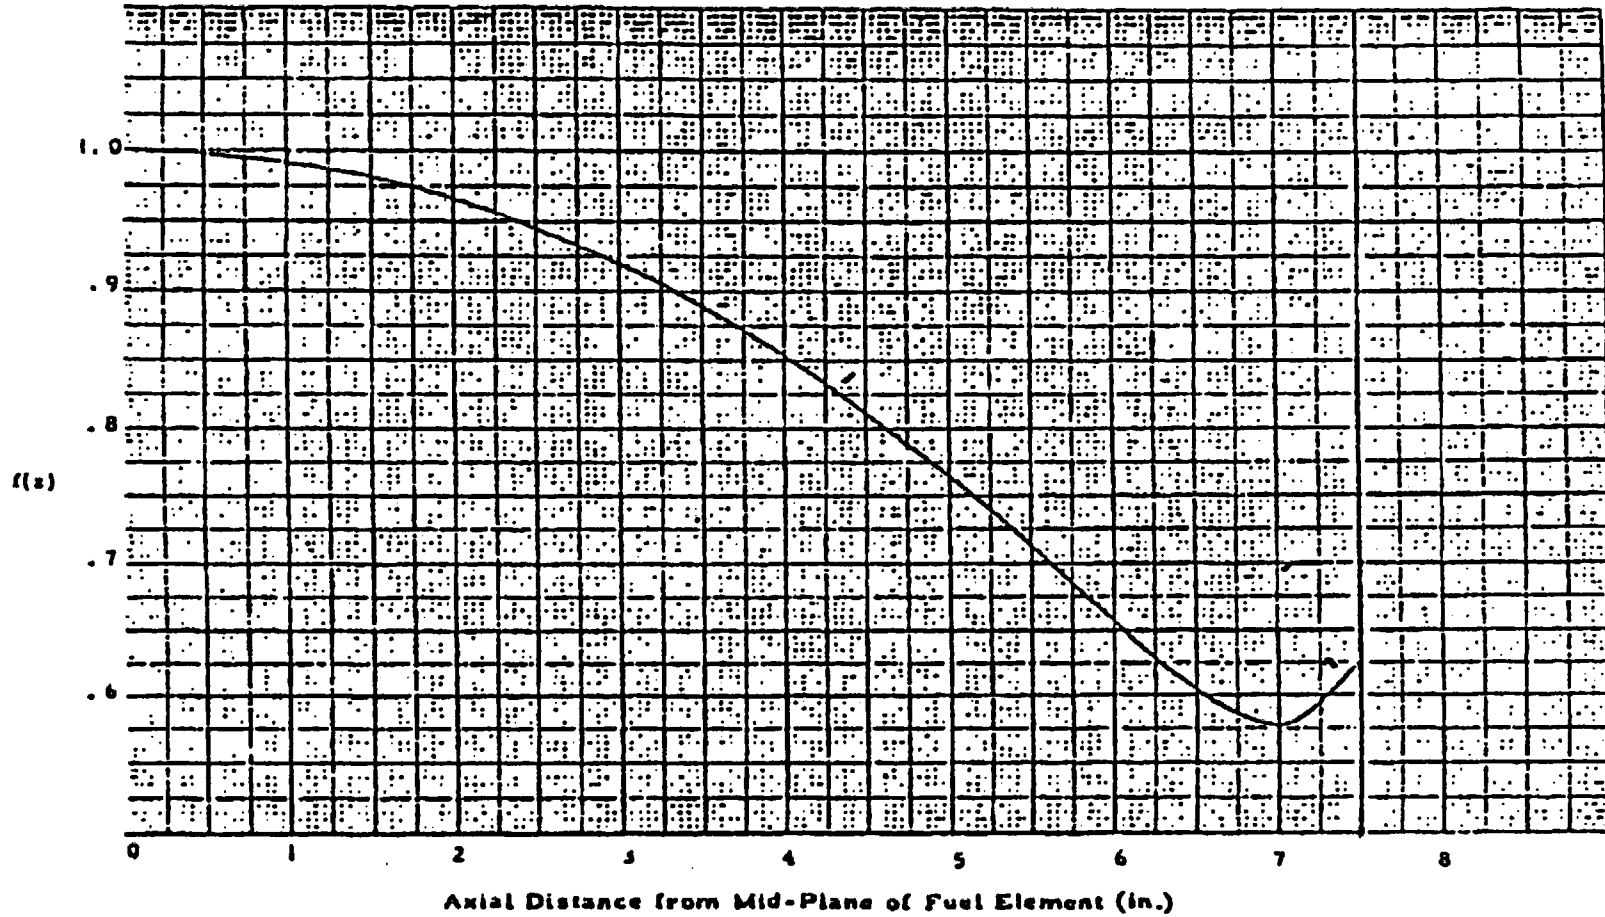 1.0
.9
.8
f(z)
.7
.6
0 1 2 3 4 5 6 7 8
Axial Distance from Mid-Plane of Fuel Element (in.)